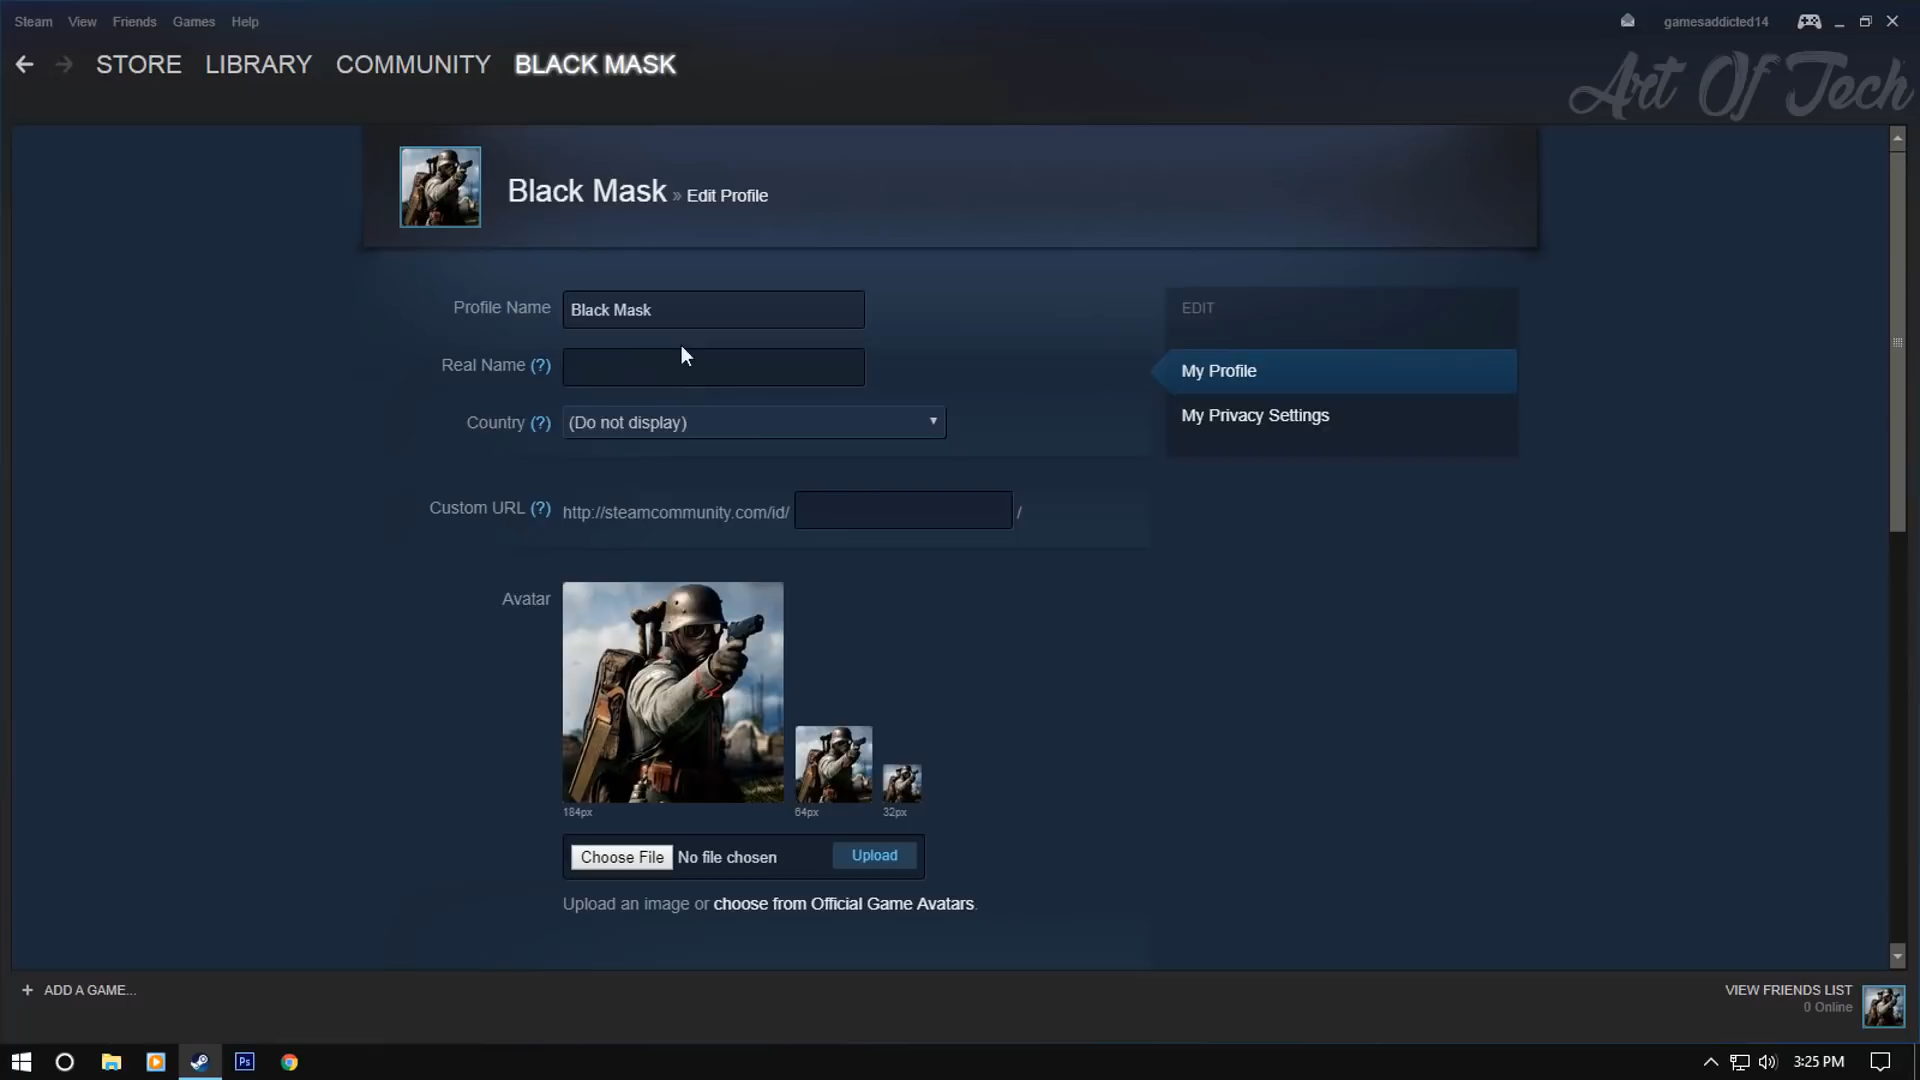 Steam View Friends Games Help gamesaddicted14
STORE LIBRARY COMMUNITY BLACK MASK
Art Of Tech
Black Mask » Edit Profile
Profile Name Black Mask
EDIT
Real Name (?)
My Profile
Country (?) (Do not display)
My Privacy Settings
Custom URL (?) http://steamcommunity.com/id/ /
Avatar
184px 64px 32px
Choose File No file chosen Upload
Upload an image or choose from Official Game Avatars.
+ ADD A GAME...
VIEW FRIENDS LIST
0 Online
Ps
3:25 PM